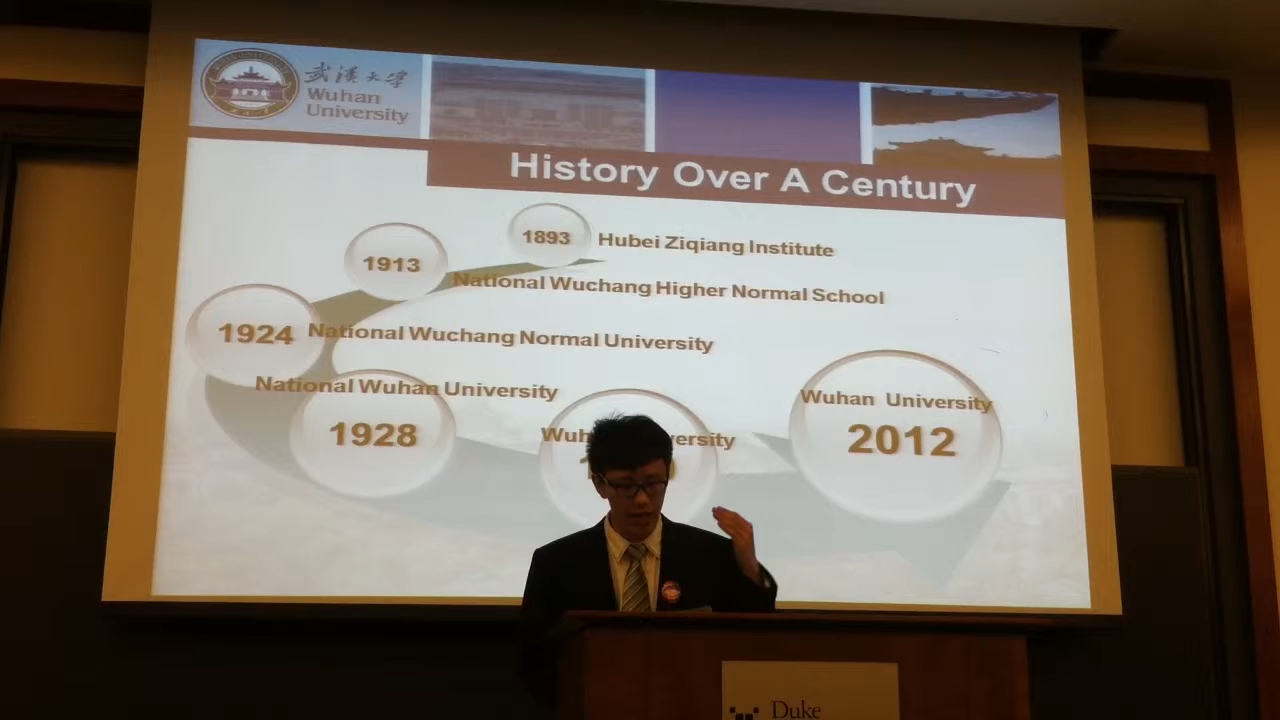 武漢大学
Wuhan
University
History Over A Century
1893 Hubei Ziqiang Institute
1913
National Wuchang Higher Normal School
1924 National Wuchang Normal University
National Wuhan University
1928
Wuhan University
2012
Duke